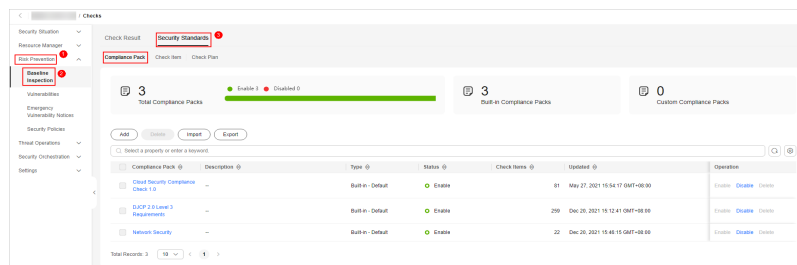 / Checks
Security Situation
Resource Manager
Risk Prevention
1
Baseline
Inspection
2
Vulnerabilities
Emergency
Vulnerability Notices
Security Policies
Threat Operations
Security Orchestration
Settings
Check Result
Security Standards
3
Compliance Pack
Check Item
Check Plan
3
Total Compliance Packs
Enable 3
Disabled 0
3
Built-in Compliance Packs
0
Custom Compliance Packs
Add
Delete
Import
Export
Select a property or enter a keyword.
Compliance Pack Description Type Status Check Items Updated Operation
Cloud Security Compliance
Check 1.0
-- Built-in - Default Enable 81 May 27, 2021 15:54:17 GMT+08:00 Enable Disable Delete
DJCP 2.0 Level 3
Requirements
-- Built-in - Default Enable 259 Dec 20, 2021 15:12:41 GMT+08:00 Enable Disable Delete
Network Security -- Built-in - Default Enable 22 Dec 20, 2021 15:46:15 GMT+08:00 Enable Disable Delete
Total Records: 3 10 < 1 >